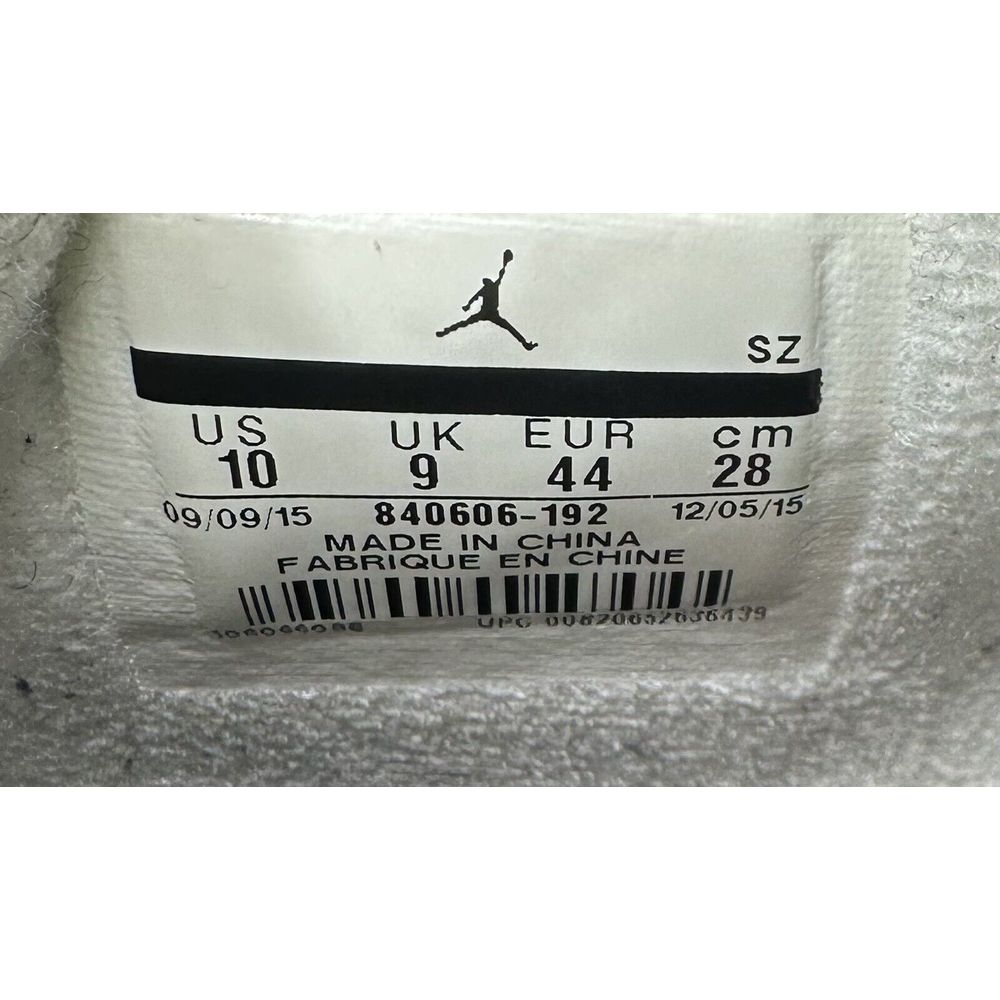 SZ
US UK EUR cm
10 9 44 28
09/09/15 840606-192 12/05/15
MADE IN CHINA
FABRIQUE EN CHINE
UPC